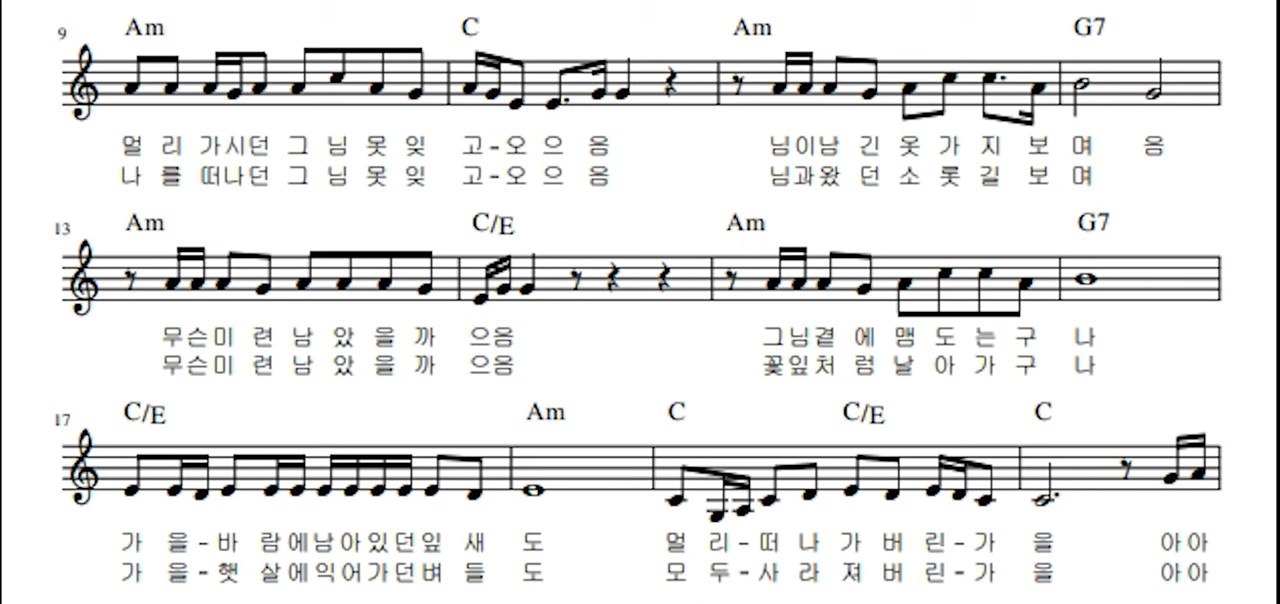 9 Am C Am G7
멀 리 가시던 그 님 못 잊 고-오 으 음 님이남 긴 옷 가 지 보 며 음
나 를 떠나던 그 님 못 잊 고-오 으 음 님과왔 던 소 롯 길 보 며
13 Am C/E Am G7
무슨미 련 남 았 을 까 으음 그님곁 에 맴 도 는 구 나
무슨미 련 남 았 을 까 으음 꽃잎처 럼 날 아 가 구 나
17 C/E Am C C/E C
가 을-바 람에남아있던잎 새 도 멀 리-떠 나 가 버 린-가 을 아아
가 을-햇 살에익어가던벼 들 도 모 두-사 라 져 버 린-가 을 아아